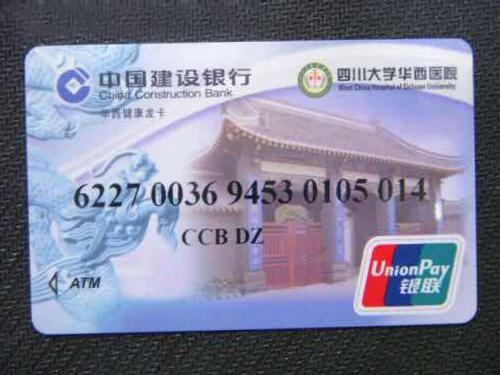 中国建设银行
China Construction Bank
华西健康龙卡
四川大学华西医院
West China Hospital of Sichuan University
6227 0036 9453 0105 014
CCB DZ
ATM
UnionPay
银联